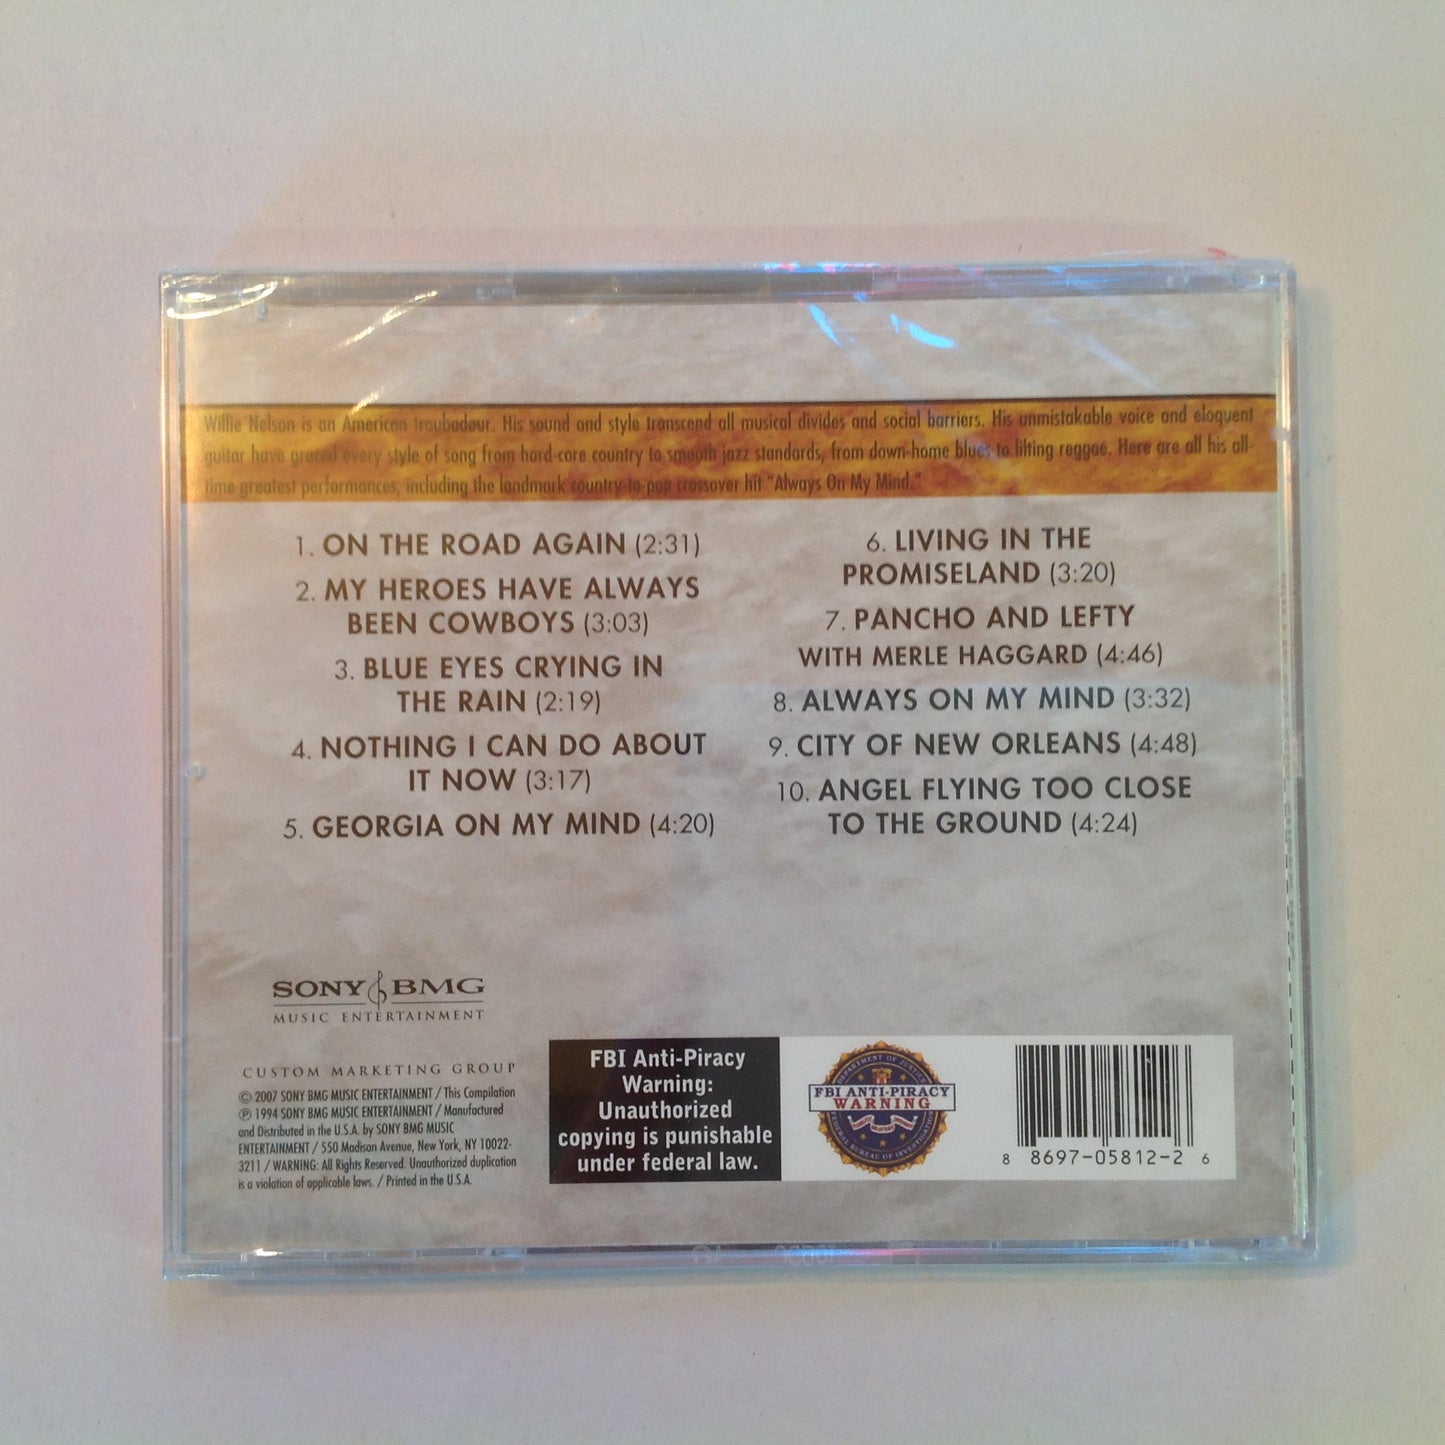 Willie Nelson is an American troubadour. His sound and style transcend all musical divides and social barriers. His unmistakable voice and eloquent
guitar have graced every style of song from hard-core country to smooth jazz standards, from down-home blues to lilting reggae. Here are all his all-
time greatest performances, including the landmark country-to-pop crossover hit "Always On My Mind."
1. ON THE ROAD AGAIN (2:31)
2. MY HEROES HAVE ALWAYS
BEEN COWBOYS (3:03)
3. BLUE EYES CRYING IN
THE RAIN (2:19)
4. NOTHING I CAN DO ABOUT
IT NOW (3:17)
5. GEORGIA ON MY MIND (4:20)
6. LIVING IN THE
PROMISELAND (3:20)
7. PANCHO AND LEFTY
WITH MERLE HAGGARD (4:46)
8. ALWAYS ON MY MIND (3:32)
9. CITY OF NEW ORLEANS (4:48)
10. ANGEL FLYING TOO CLOSE
TO THE GROUND (4:24)
SONY BMG
MUSIC ENTERTAINMENT
CUSTOM MARKETING GROUP
© 2007 SONY BMG MUSIC ENTERTAINMENT / This Compilation
℗ 1994 SONY BMG MUSIC ENTERTAINMENT / Manufactured
and Distributed in the U.S.A. by SONY BMG MUSIC
ENTERTAINMENT / 550 Madison Avenue, New York, NY 10022-
3211 / WARNING: All Rights Reserved. Unauthorized duplication
is a violation of applicable laws. / Printed in the U.S.A.
FBI Anti-Piracy
Warning:
Unauthorized
copying is punishable
under federal law.
DEPARTMENT OF JUSTICE
FBI ANTI-PIRACY
WARNING
FEDERAL BUREAU OF INVESTIGATION
8 8697-05812-2 6